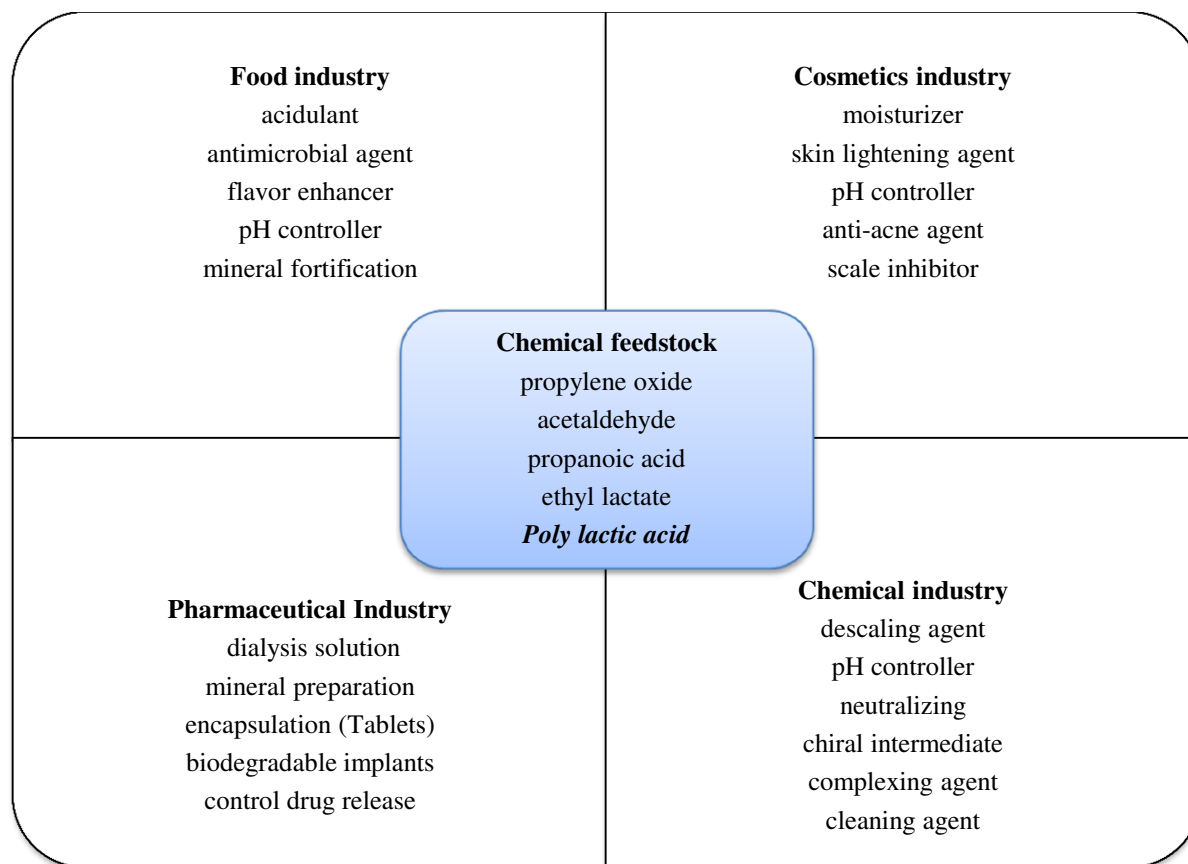 Food industry
acidulant
antimicrobial agent
flavor enhancer
pH controller
mineral fortification
Cosmetics industry
moisturizer
skin lightening agent
pH controller
anti-acne agent
scale inhibitor
Chemical feedstock
propylene oxide
acetaldehyde
propanoic acid
ethyl lactate
Poly lactic acid
Pharmaceutical Industry
dialysis solution
mineral preparation
encapsulation (Tablets)
biodegradable implants
control drug release
Chemical industry
descaling agent
pH controller
neutralizing
chiral intermediate
complexing agent
cleaning agent